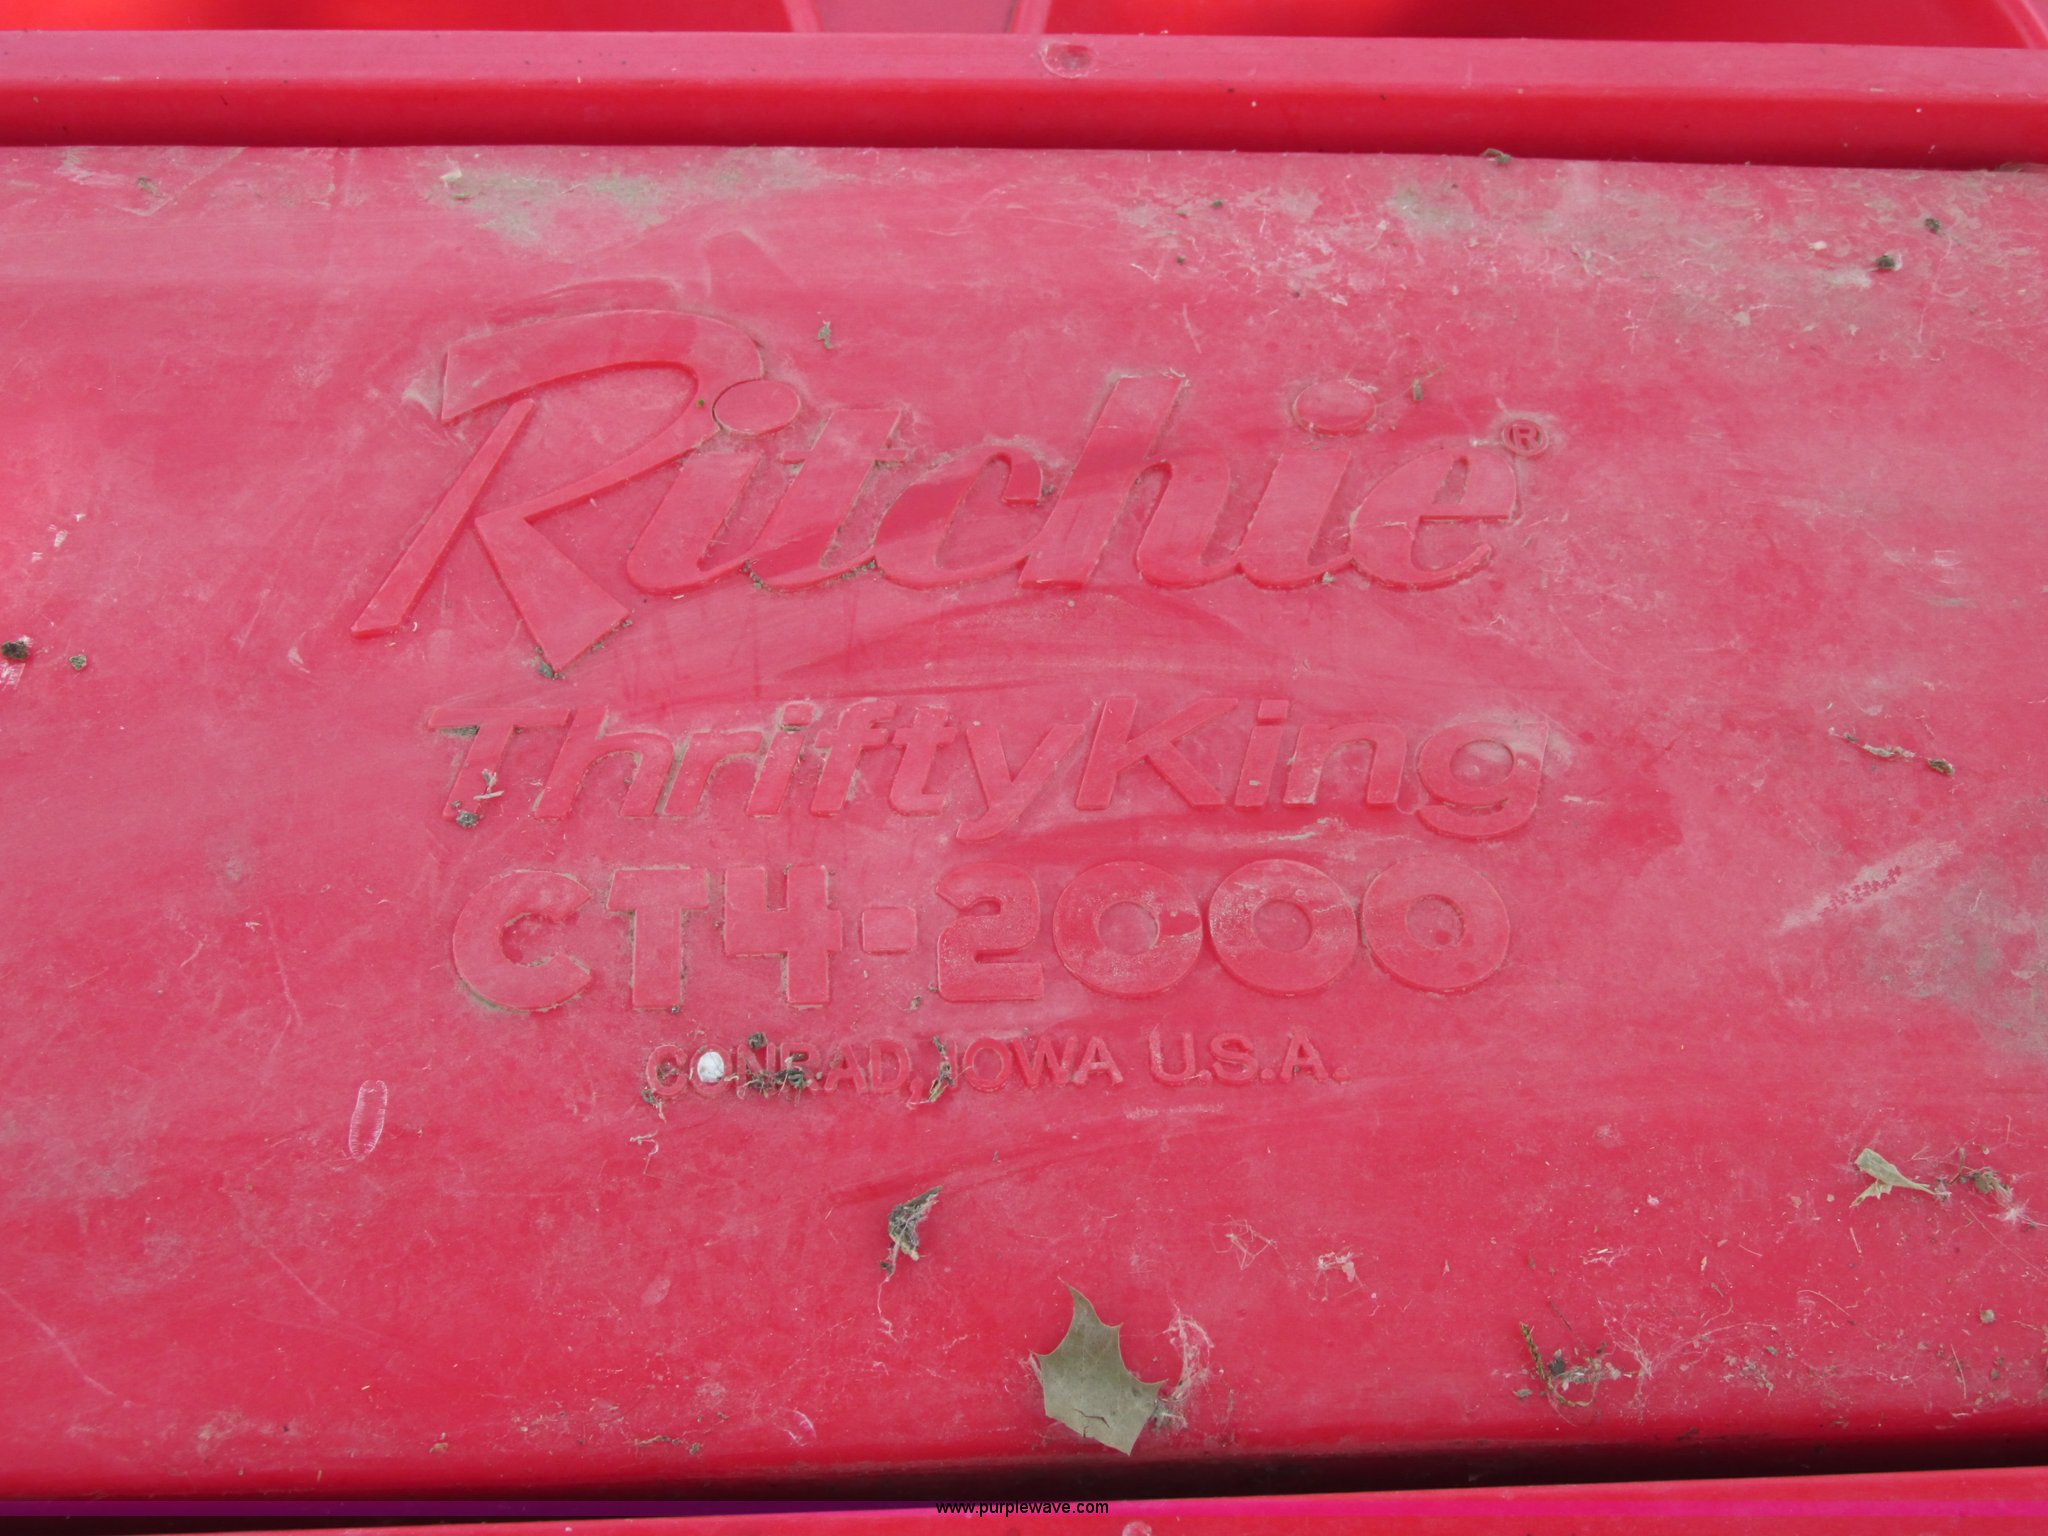 Ritchie®
ThriftyKing
CT4-2000
CONRAD, IOWA U.S.A.
www.purplewave.com